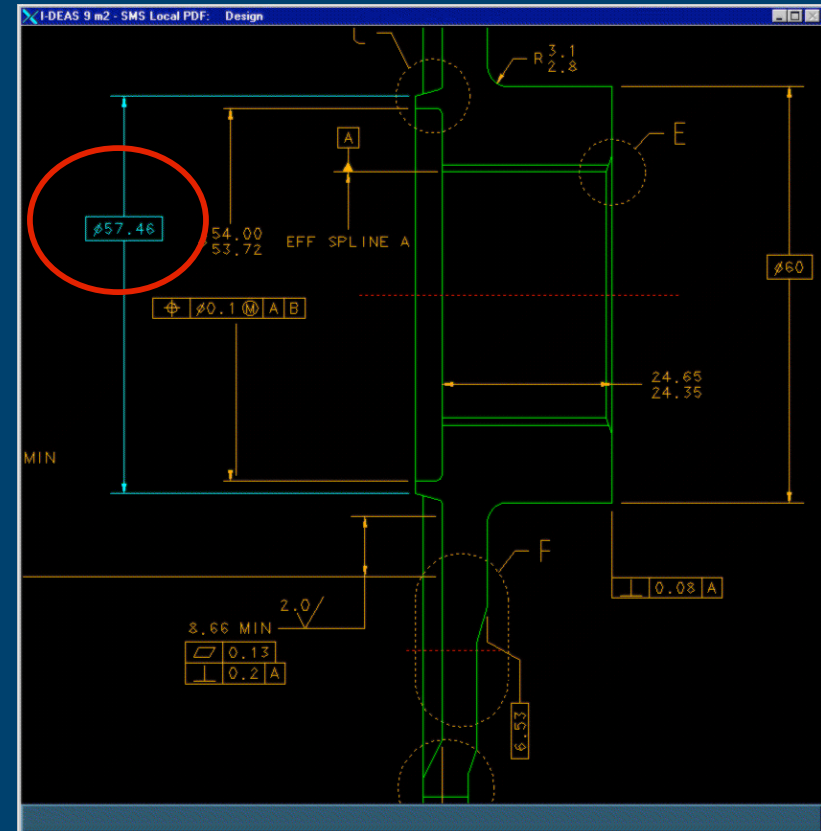 I-DEAS 9 m2 - SMS Local PDF: Design
C
R 3.1
2.8
E
A
ø57.46
54.00
53.72
EFF SPLINE A
ø60
⌖ ø0.1 Ⓜ A B
24.65
24.35
MIN
F
⟂ 0.08 A
2.0
8.66 MIN
⏥ 0.13
⟂ 0.2 A
6.53